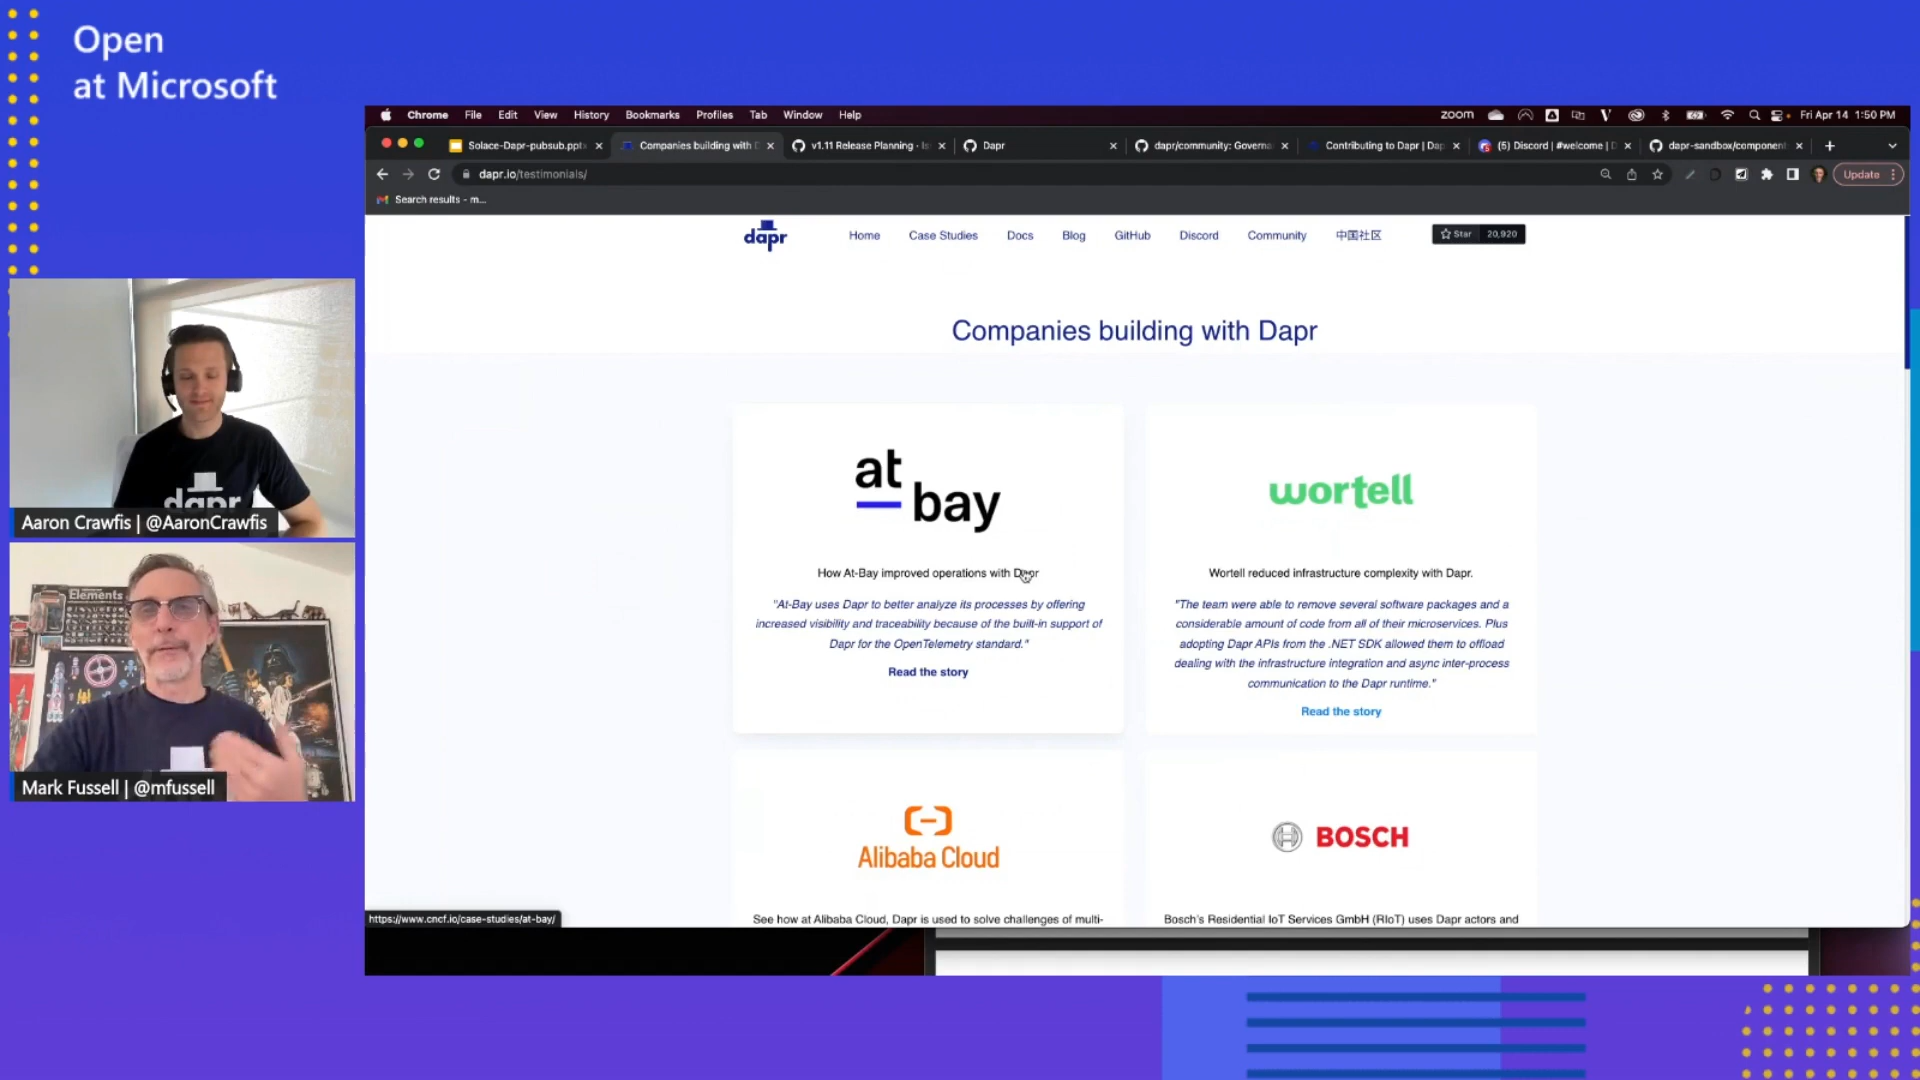 Open
at Microsoft
Chrome File Edit View History Bookmarks Profiles Tab Window Help
zoom Fri Apr 14 1:50 PM
Solace-Dapr-pubsub.pptx
Companies building with D
v1.11 Release Planning · Is
Dapr
dapr/community: Governa
Contributing to Dapr | Dap
(5) Discord | #welcome | D
dapr-sandbox/component
dapr.io/testimonials/
Update
Search results - m...
dapr
Home Case Studies Docs Blog GitHub Discord Community 中国社区
Star 20,920
Companies building with Dapr
at
bay
How At-Bay improved operations with Dapr
"At-Bay uses Dapr to better analyze its processes by offering
increased visibility and traceability because of the built-in support of
Dapr for the OpenTelemetry standard."
Read the story
wortell
Wortell reduced infrastructure complexity with Dapr.
"The team were able to remove several software packages and a
considerable amount of code from all of their microservices. Plus
adopting Dapr APIs from the .NET SDK allowed them to offload
dealing with the infrastructure integration and async inter-process
communication to the Dapr runtime."
Read the story
Alibaba Cloud
See how at Alibaba Cloud, Dapr is used to solve challenges of multi-
BOSCH
Bosch's Residential IoT Services GmbH (RIoT) uses Dapr actors and
https://www.cncf.io/case-studies/at-bay/
dapr
Aaron Crawfis | @AaronCrawfis
Elements
Mark Fussell | @mfussell